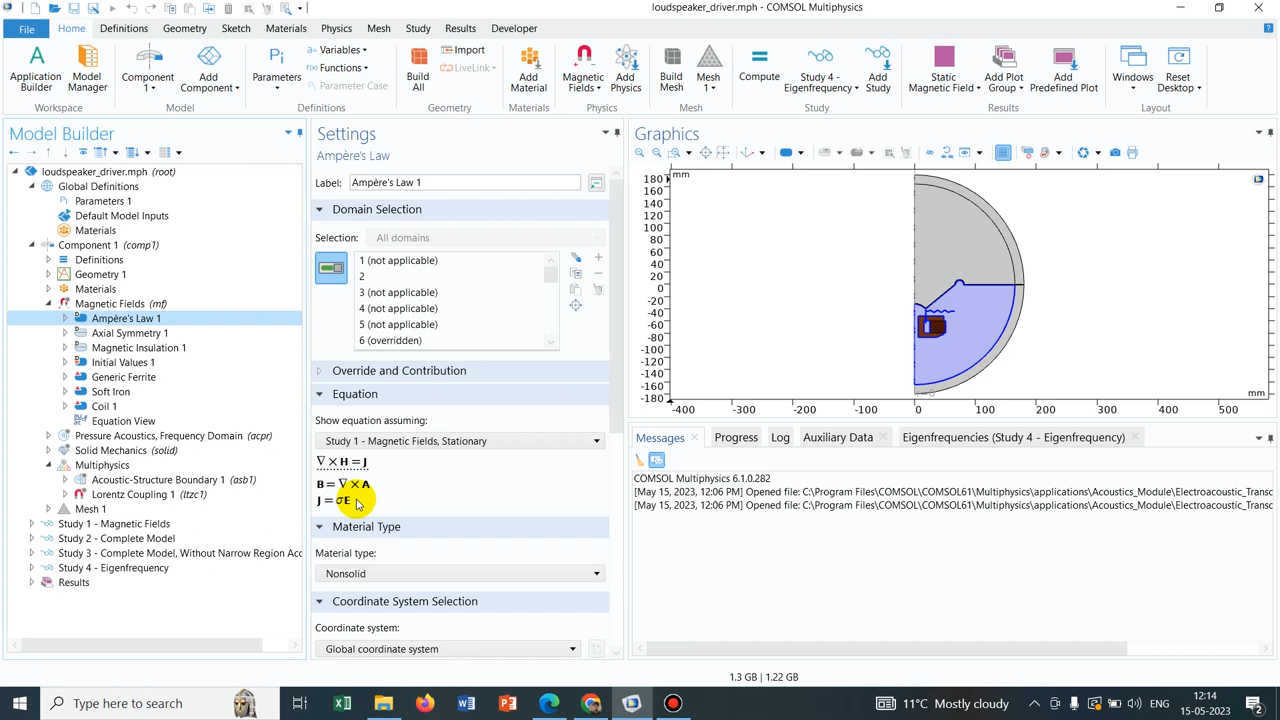 loudspeaker_driver.mph - COMSOL Multiphysics
File Home Definitions Geometry Sketch Materials Physics Mesh Study Results Developer
Application Builder
Model Manager
Workspace
Component 1
Add Component
Model
Parameters
Variables
Functions
Parameter Case
Definitions
Build All
Import
LiveLink
Geometry
Add Material
Materials
Magnetic Fields
Add Physics
Physics
Build Mesh
Mesh 1
Mesh
Compute
Study 4 - Eigenfrequency
Add Study
Study
Static Magnetic Field
Add Plot Group
Add Predefined Plot
Results
Windows
Reset Desktop
Layout
Model Builder
loudspeaker_driver.mph (root)
Global Definitions
Parameters 1
Default Model Inputs
Materials
Component 1 (comp1)
Definitions
Geometry 1
Materials
Magnetic Fields (mf)
Ampère's Law 1
Axial Symmetry 1
Magnetic Insulation 1
Initial Values 1
Generic Ferrite
Soft Iron
Coil 1
Equation View
Pressure Acoustics, Frequency Domain (acpr)
Solid Mechanics (solid)
Multiphysics
Acoustic-Structure Boundary 1 (asb1)
Lorentz Coupling 1 (ltzc1)
Mesh 1
Study 1 - Magnetic Fields
Study 2 - Complete Model
Study 3 - Complete Model, Without Narrow Region Aco
Study 4 - Eigenfrequency
Results
Settings
Ampère's Law
Label: Ampère's Law 1
Domain Selection
Selection: All domains
1 (not applicable)
2
3 (not applicable)
4 (not applicable)
5 (not applicable)
6 (overridden)
Override and Contribution
Equation
Show equation assuming:
Study 1 - Magnetic Fields, Stationary
∇ × H = J
B = ∇ × A
J = σE
Material Type
Material type:
Nonsolid
Coordinate System Selection
Coordinate system:
Global coordinate system
Graphics
mm
180
160
140
120
100
80
60
40
20
0
-20
-40
-60
-80
-100
-120
-140
-160
-180
r=0
mm
-400 -300 -200 -100 0 100 200 300 400 500
Messages Progress Log Auxiliary Data Eigenfrequencies (Study 4 - Eigenfrequency)
COMSOL Multiphysics 6.1.0.282
[May 15, 2023, 12:06 PM] Opened file: C:\Program Files\COMSOL\COMSOL61\Multiphysics\applications\Acoustics_Module\Electroacoustic_Transd
[May 15, 2023, 12:06 PM] Opened file: C:\Program Files\COMSOL\COMSOL61\Multiphysics\applications\Acoustics_Module\Electroacoustic_Transd
1.3 GB | 1.22 GB
Type here to search
11°C Mostly cloudy
ENG
12:14
15-05-2023
2